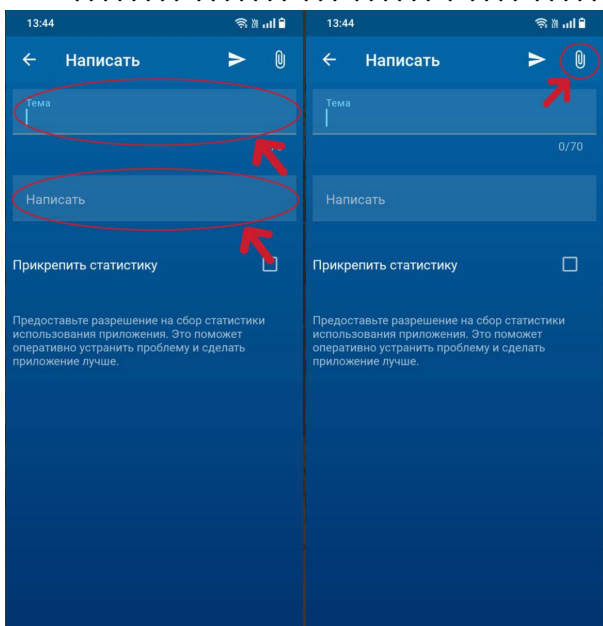 13:44
Написать
Тема
Написать
Прикрепить статистику
Предоставьте разрешение на сбор статистики
использования приложения. Это поможет
оперативно устранить проблему и сделать
приложение лучше.
13:44
Написать
Тема
0/70
Написать
Прикрепить статистику
Предоставьте разрешение на сбор статистики
использования приложения. Это поможет
оперативно устранить проблему и сделать
приложение лучше.